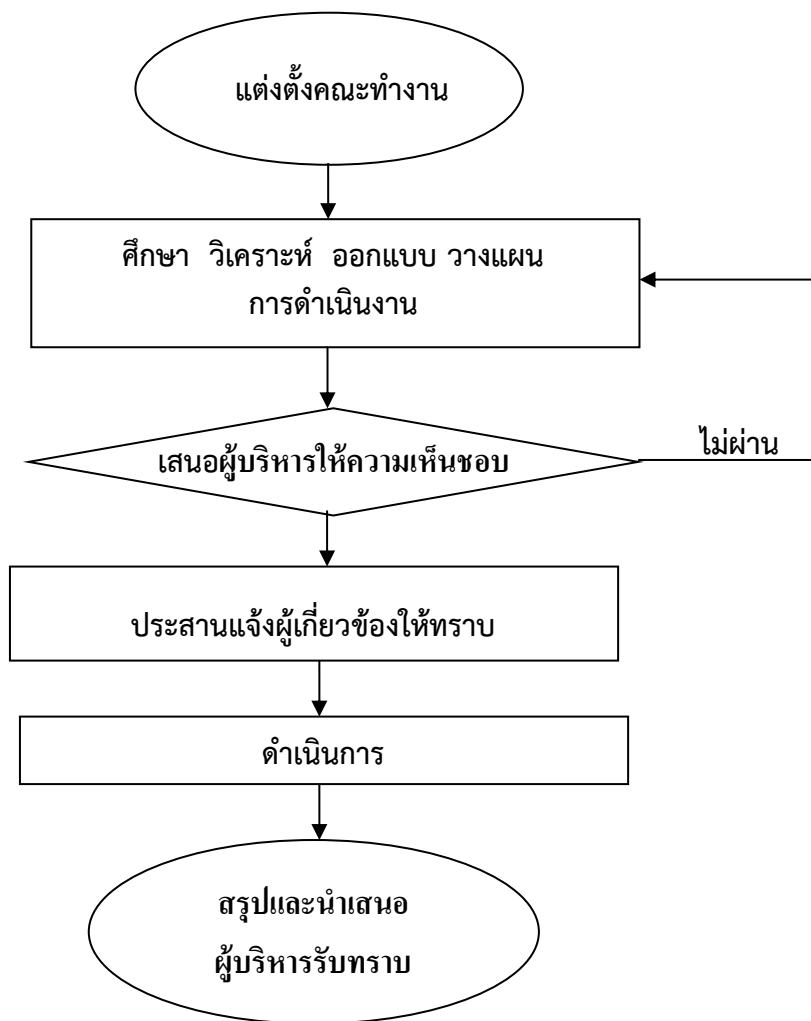 แต่งตั้งคณะทำงาน
ศึกษา วิเคราะห์ ออกแบบ วางแผน
การดำเนินงาน
เสนอผู้บริหารให้ความเห็นชอบ
ไม่ผ่าน
ประสานแจ้งผู้เกี่ยวข้องให้ทราบ
ดำเนินการ
สรุปและนำเสนอ
ผู้บริหารรับทราบ